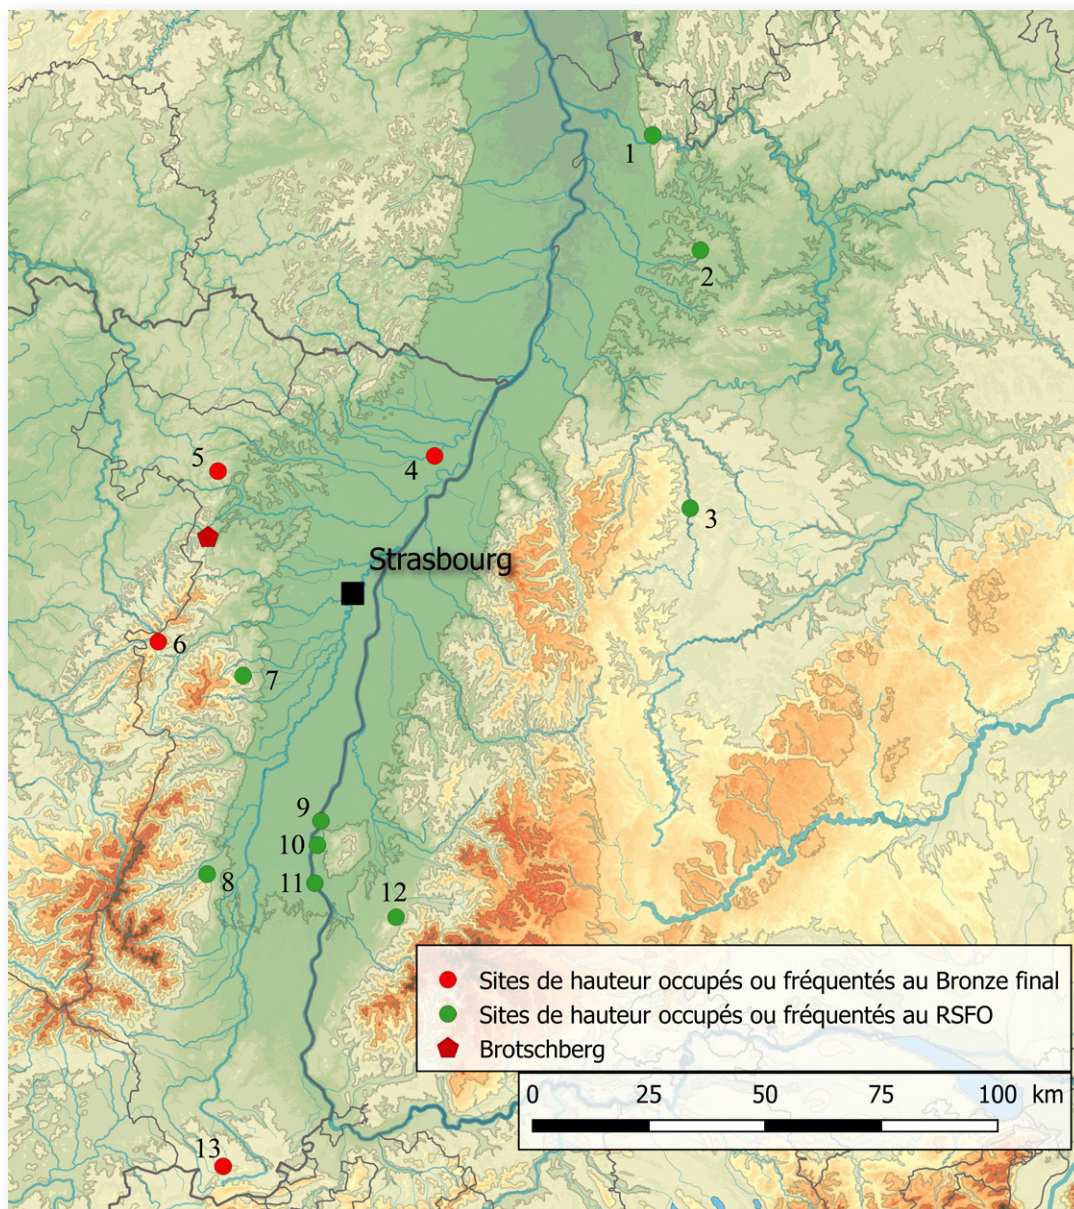 1
2
3
4
5
Strasbourg
6
7
8
9
10
11
12
Sites de hauteur occupés ou fréquentés au Bronze final
Sites de hauteur occupés ou fréquentés au RSFO
Brotschberg
0 25 50 75 100 km
13